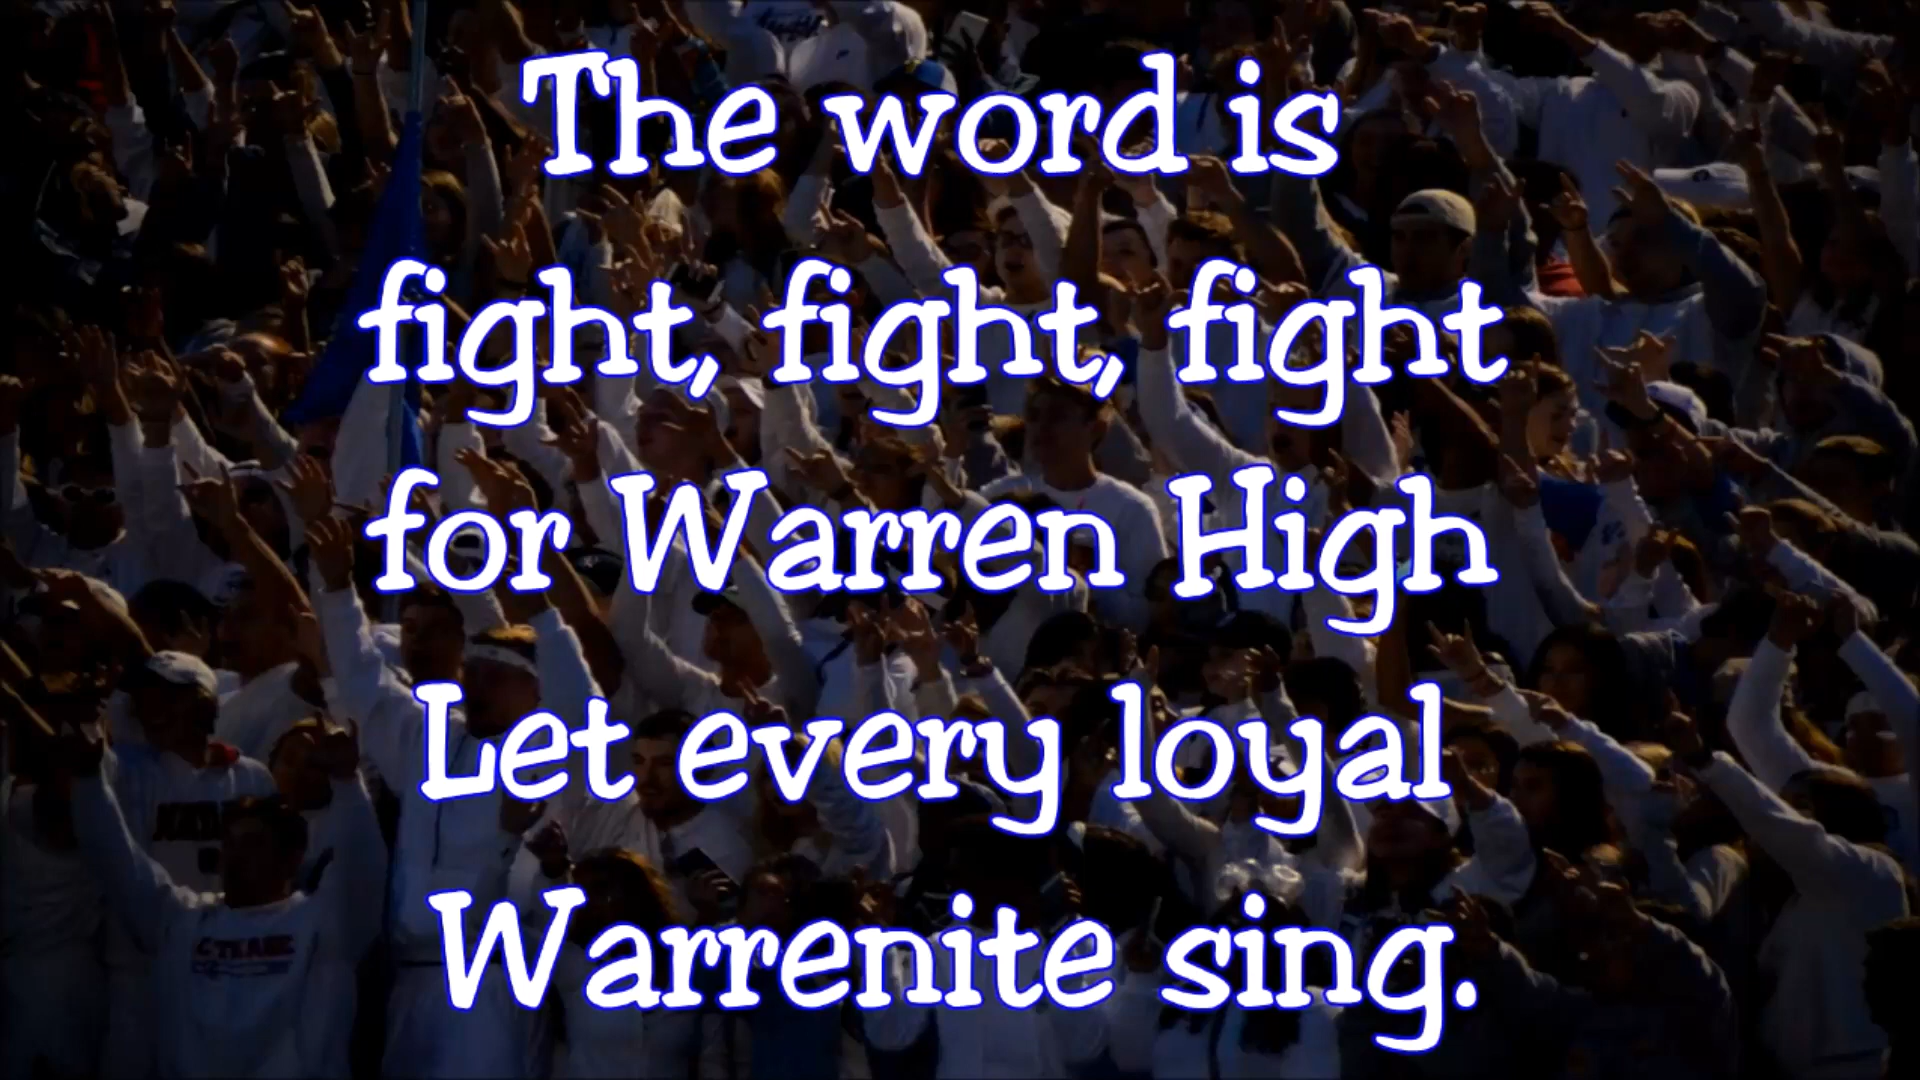 The word is
fight, fight, fight
for Warren High
Let every loyal
Warrenite sing.